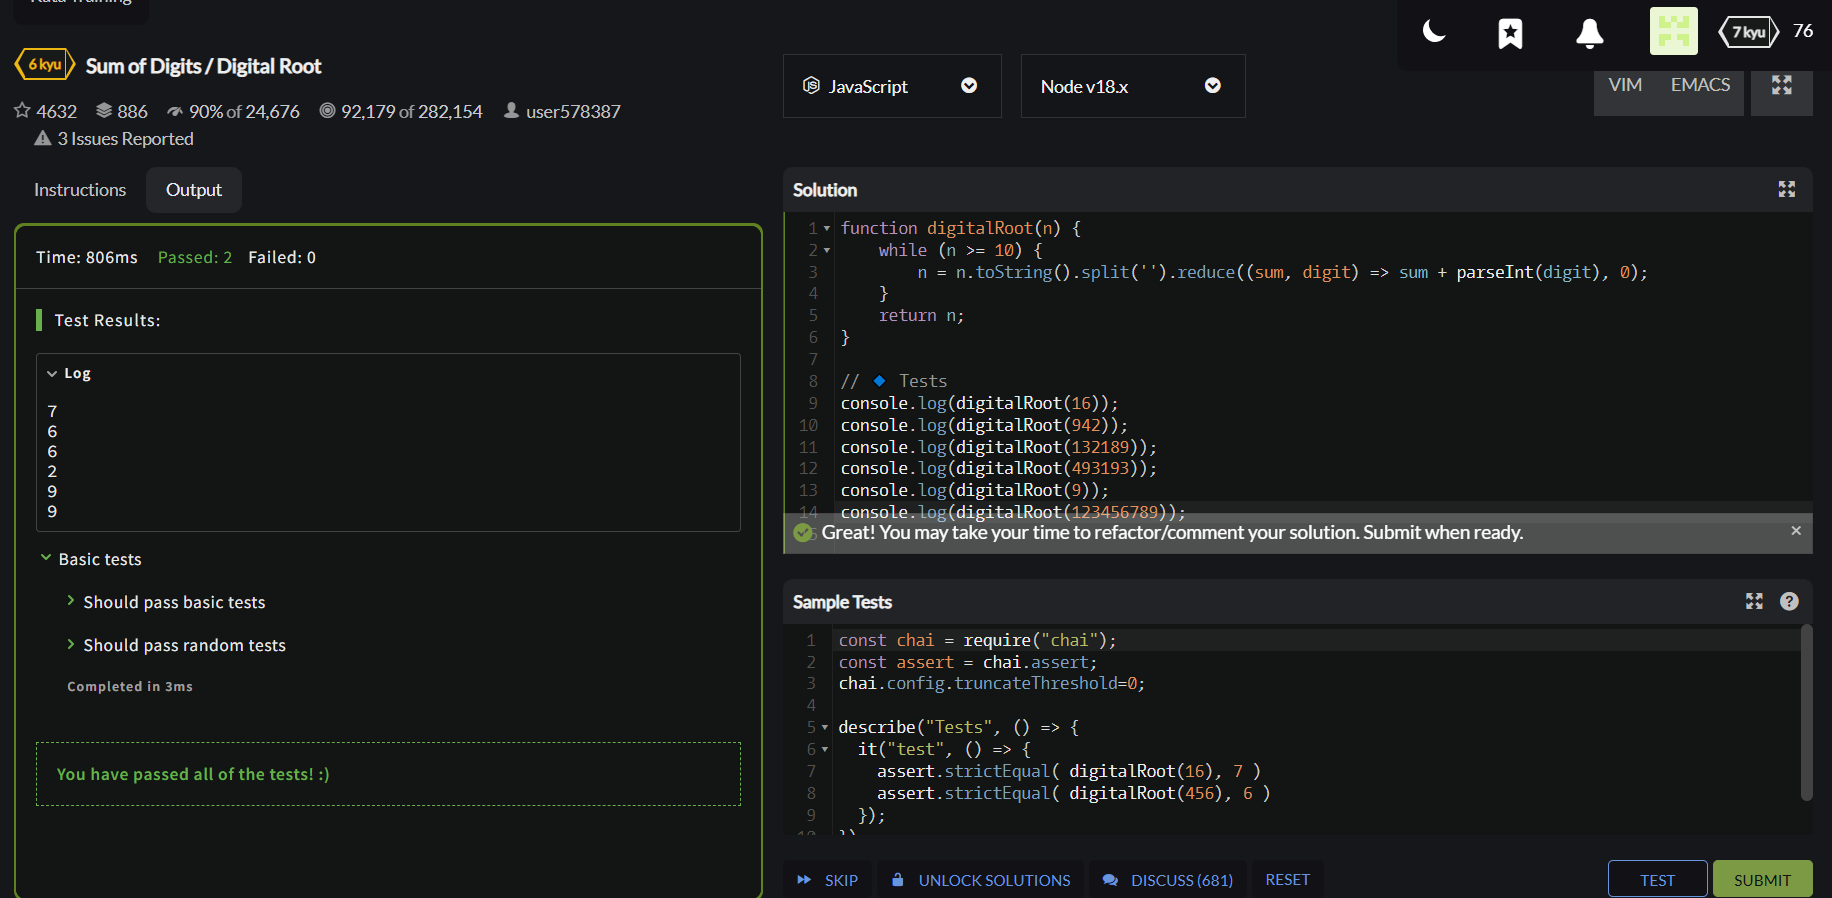 Kata Training
7 kyu 76
6 kyu Sum of Digits / Digital Root
4632 886 90% of 24,676 92,179 of 282,154 user578387
3 Issues Reported
JavaScript
Node v18.x
VIM EMACS
Instructions Output
Time: 806ms Passed: 2 Failed: 0
Test Results:
Log
7
6
6
2
9
9
Basic tests
Should pass basic tests
Should pass random tests
Completed in 3ms
You have passed all of the tests! :)
Solution
1 function digitalRoot(n) {
2 while (n >= 10) {
3 n = n.toString().split('').reduce((sum, digit) => sum + parseInt(digit), 0);
4 }
5 return n;
6 }
7
8 // 🔹 Tests
9 console.log(digitalRoot(16));
10 console.log(digitalRoot(942));
11 console.log(digitalRoot(132189));
12 console.log(digitalRoot(493193));
13 console.log(digitalRoot(9));
14 console.log(digitalRoot(123456789));
Great! You may take your time to refactor/comment your solution. Submit when ready. ×
Sample Tests ?
1 const chai = require("chai");
2 const assert = chai.assert;
3 chai.config.truncateThreshold=0;
4
5 describe("Tests", () => {
6 it("test", () => {
7 assert.strictEqual( digitalRoot(16), 7 )
8 assert.strictEqual( digitalRoot(456), 6 )
9 });
10 })
SKIP UNLOCK SOLUTIONS DISCUSS (681) RESET TEST SUBMIT